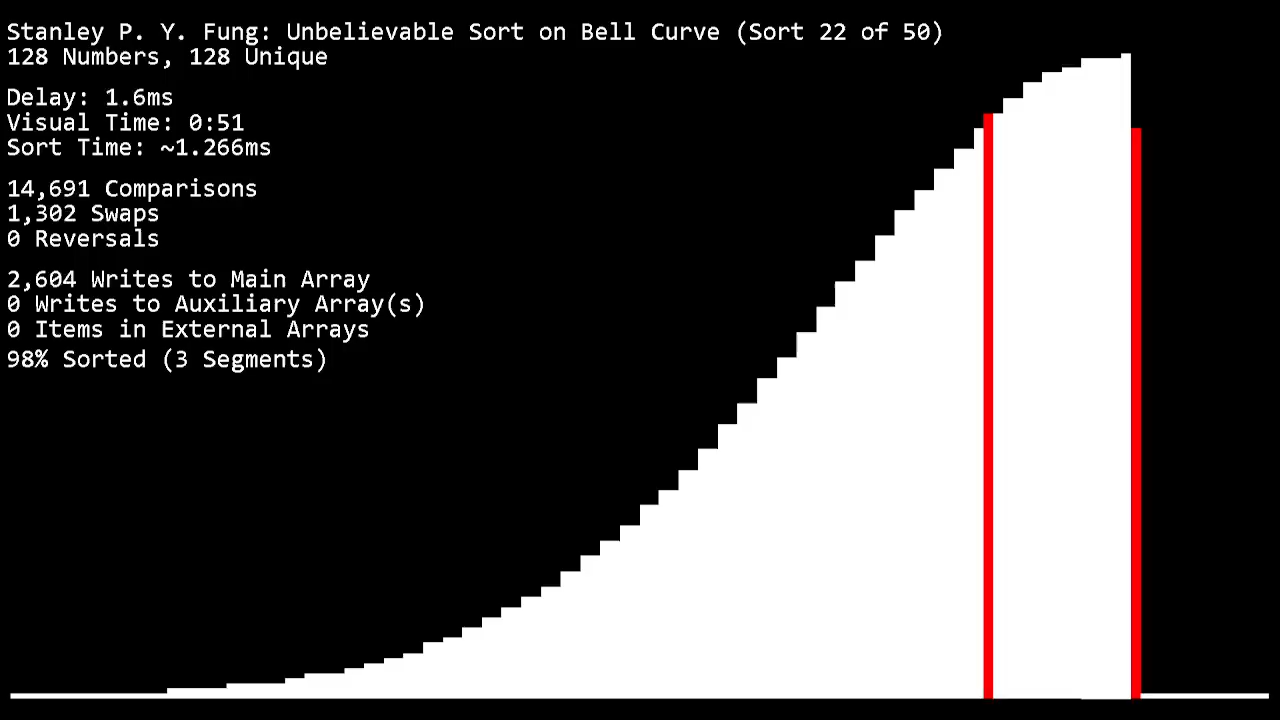 Stanley P. Y. Fung: Unbelievable Sort on Bell Curve (Sort 22 of 50)
128 Numbers, 128 Unique
Delay: 1.6ms
Visual Time: 0:51
Sort Time: ~1.266ms
14,691 Comparisons
1,302 Swaps
0 Reversals
2,604 Writes to Main Array
0 Writes to Auxiliary Array(s)
0 Items in External Arrays
98% Sorted (3 Segments)